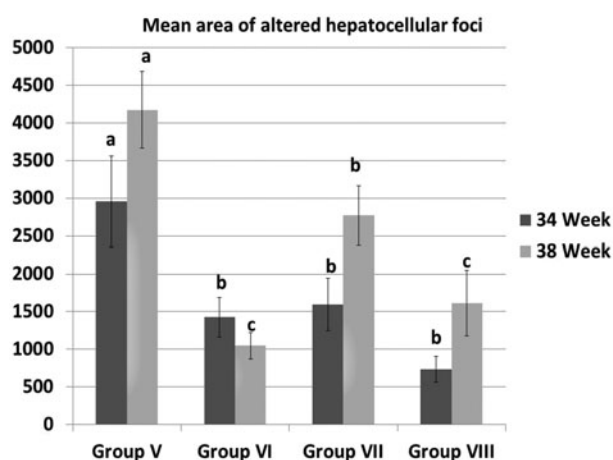 Mean area of altered hepatocellular foci
5000
4500
4000
3500
3000
2500
2000
1500
1000
500
0
a
a
b
c
b
b
b
c
34 Week
38 Week
Group V Group VI Group VII Group VIII